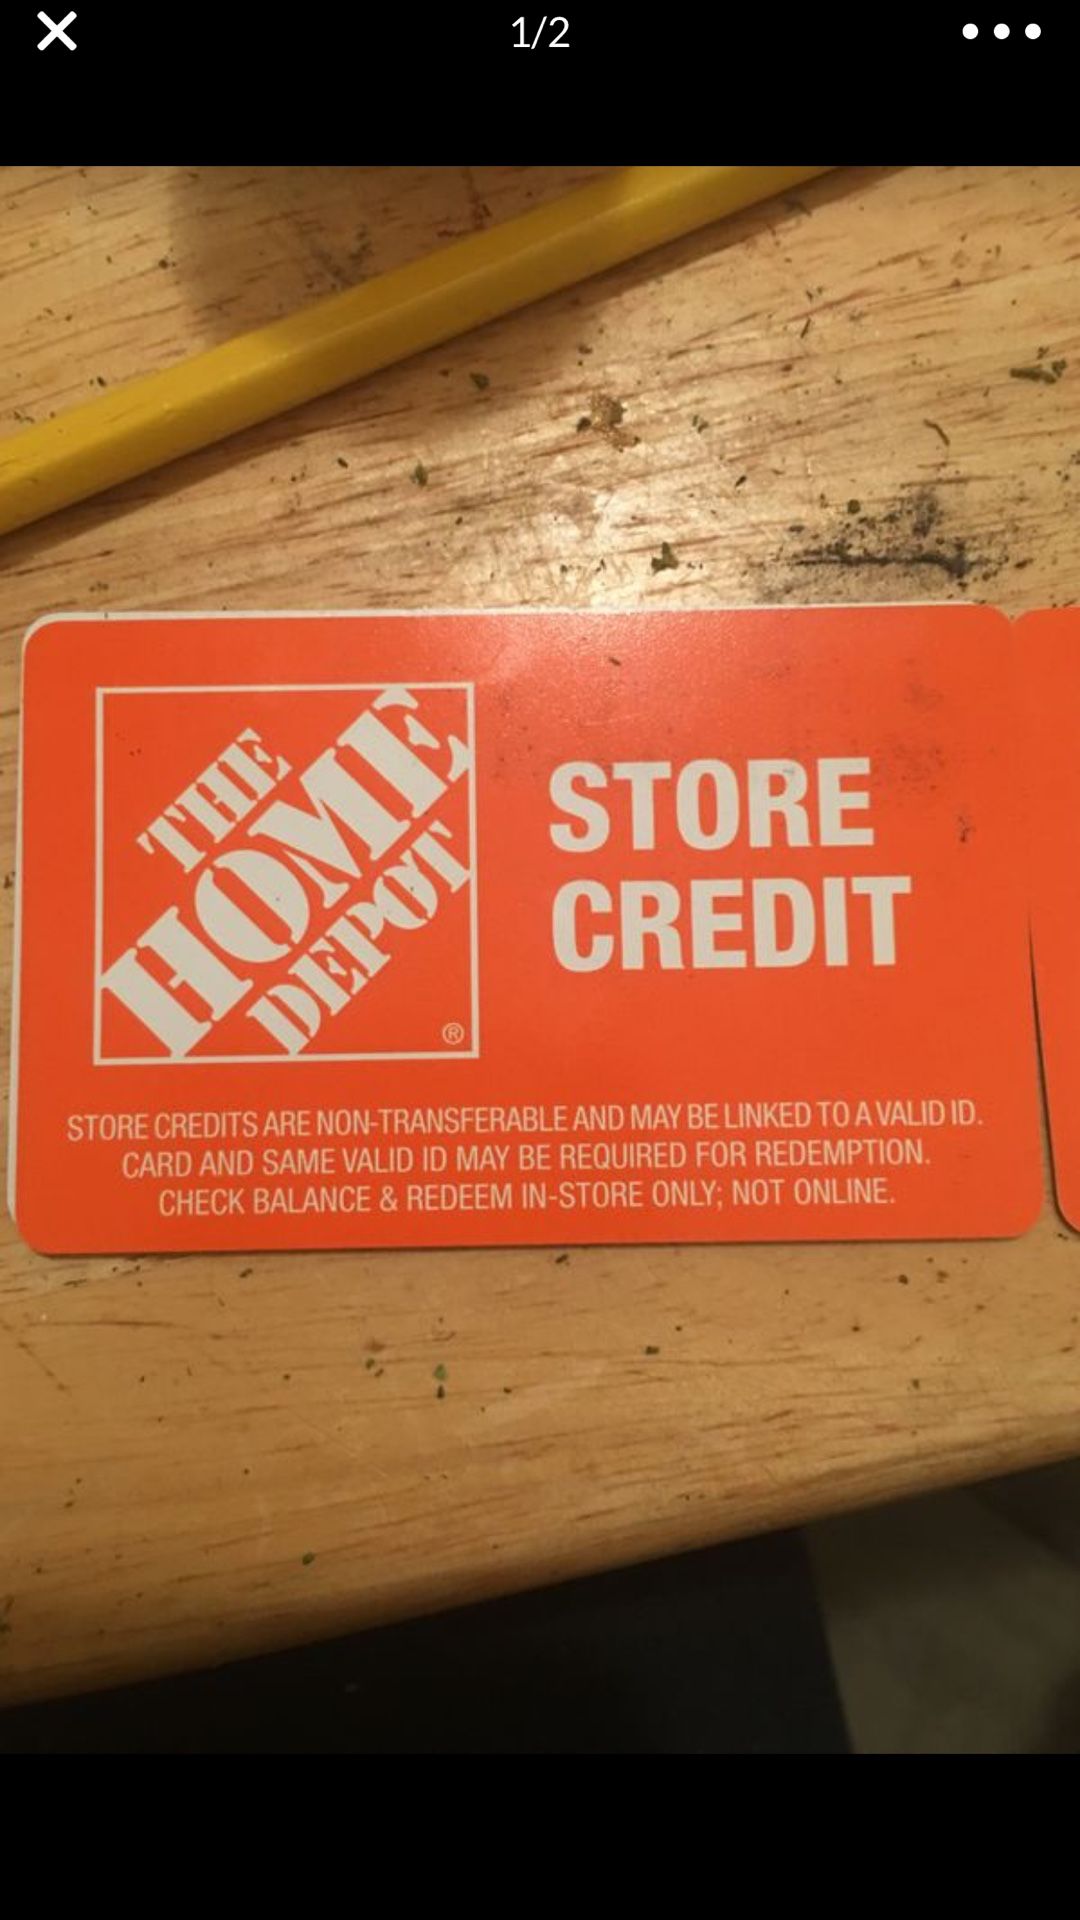 1/2
THE
HOME
DEPOT
®
STORE
CREDIT
STORE CREDITS ARE NON-TRANSFERABLE AND MAY BE LINKED TO A VALID ID.
CARD AND SAME VALID ID MAY BE REQUIRED FOR REDEMPTION.
CHECK BALANCE & REDEEM IN-STORE ONLY; NOT ONLINE.